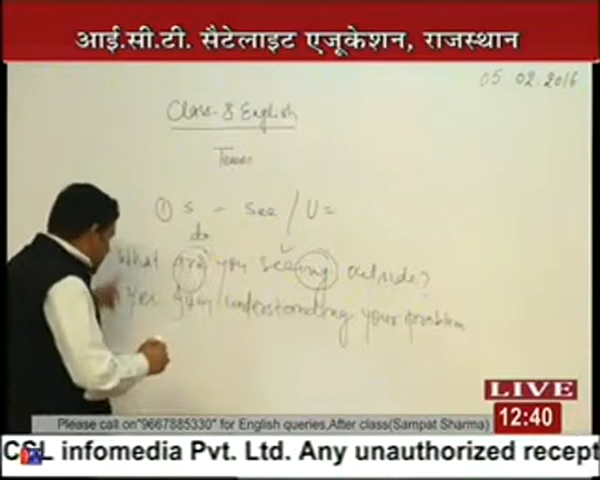 आई.सी.टी. सैटेलाइट एजूकेशन, राजस्थान
05 02.2016
Class-8 English
Tenses
① S - see / U =
do
What are you seeing outside?
understanding your problem
LIVE
12:40
Please call on"9667885330" for English queries,After class(Sampat Sharma)
CSL infomedia Pvt. Ltd. Any unauthorized recept